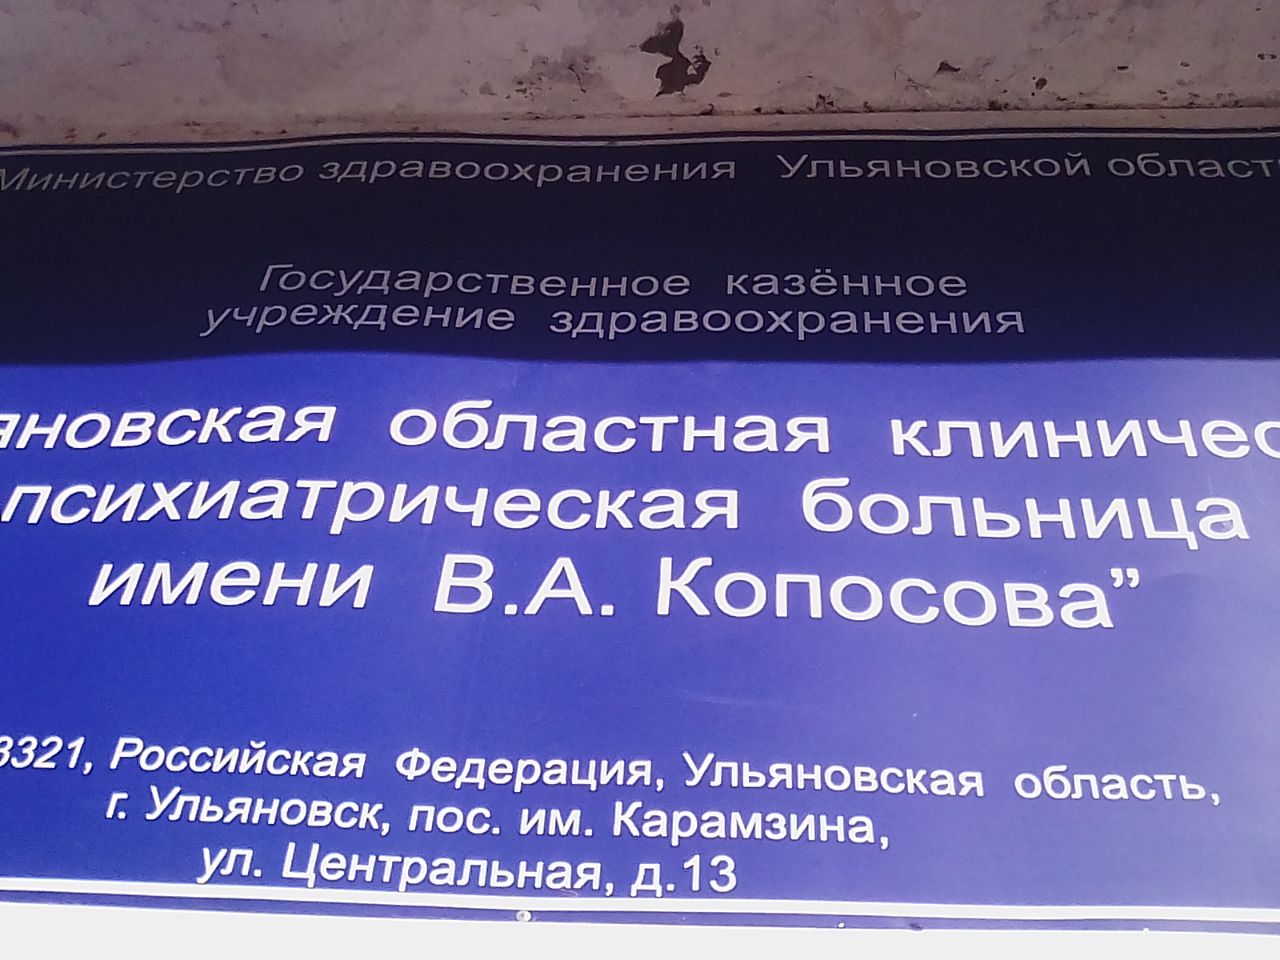 Министерство здравоохранения Ульяновской област
Государственное казённое
учреждение здравоохранения
яновская областная клиничес
психиатрическая больница
имени В.А. Копосова”
3321, Российская Федерация, Ульяновская область,
г. Ульяновск, пос. им. Карамзина,
ул. Центральная, д.13